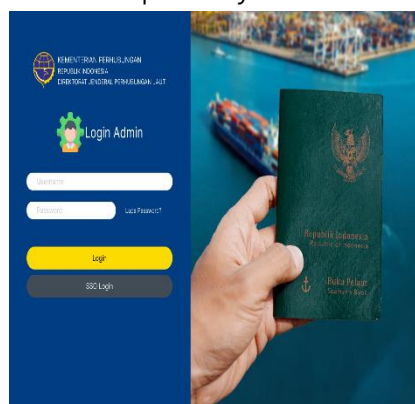 KEMENTERIAN PERHUBUNGAN
REPUBLIK INDONESIA
DIREKTORAT JENDERAL PERHUBUNGAN LAUT
Login Admin
Username
Password
Lupa Password?
Login
SSO Login
Republik Indonesia
Republic of Indonesia
Buku Pelaut
Seaman's Book